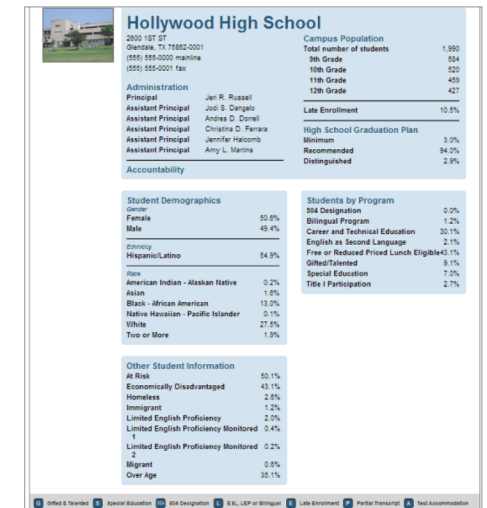 Hollywood High School
2600 1ST ST
Glendale, TX 75862-0001
(555) 555-0000 mainline
(555) 555-0001 fax
Administration
Principal Jeri R. Russell
Assistant Principal Jodi S. Dangelo
Assistant Principal Andrea D. Dorrell
Assistant Principal Christina D. Ferrara
Assistant Principal Jennifer Halcomb
Assistant Principal Amy L. Martins
Accountability
Campus Population
Total number of students 1,990
9th Grade 584
10th Grade 520
11th Grade 459
12th Grade 427
Late Enrollment 10.5%
High School Graduation Plan
Minimum 3.0%
Recommended 94.0%
Distinguished 2.9%
Student Demographics
Gender
Female 50.6%
Male 49.4%
Ethnicity
Hispanic/Latino 54.9%
Race
American Indian - Alaskan Native 0.2%
Asian 1.6%
Black - African American 13.0%
Native Hawaiian - Pacific Islander 0.1%
White 27.5%
Two or More 1.9%
Students by Program
504 Designation 0.0%
Bilingual Program 1.2%
Career and Technical Education 30.1%
English as Second Language 2.1%
Free or Reduced Priced Lunch Eligible 43.1%
Gifted/Talented 9.1%
Special Education 7.0%
Title I Participation 2.7%
Other Student Information
At Risk 50.1%
Economically Disadvantaged 43.1%
Homeless 2.6%
Immigrant 1.2%
Limited English Proficiency 2.0%
Limited English Proficiency Monitored 0.4%
1
Limited English Proficiency Monitored 0.2%
2
Migrant 0.6%
Over Age 35.1%
G Gifted & Talented S Special Education 504 504 Designation L ESL, LEP or Bilingual E Late Enrollment P Partial Transcript A Test Accommodation